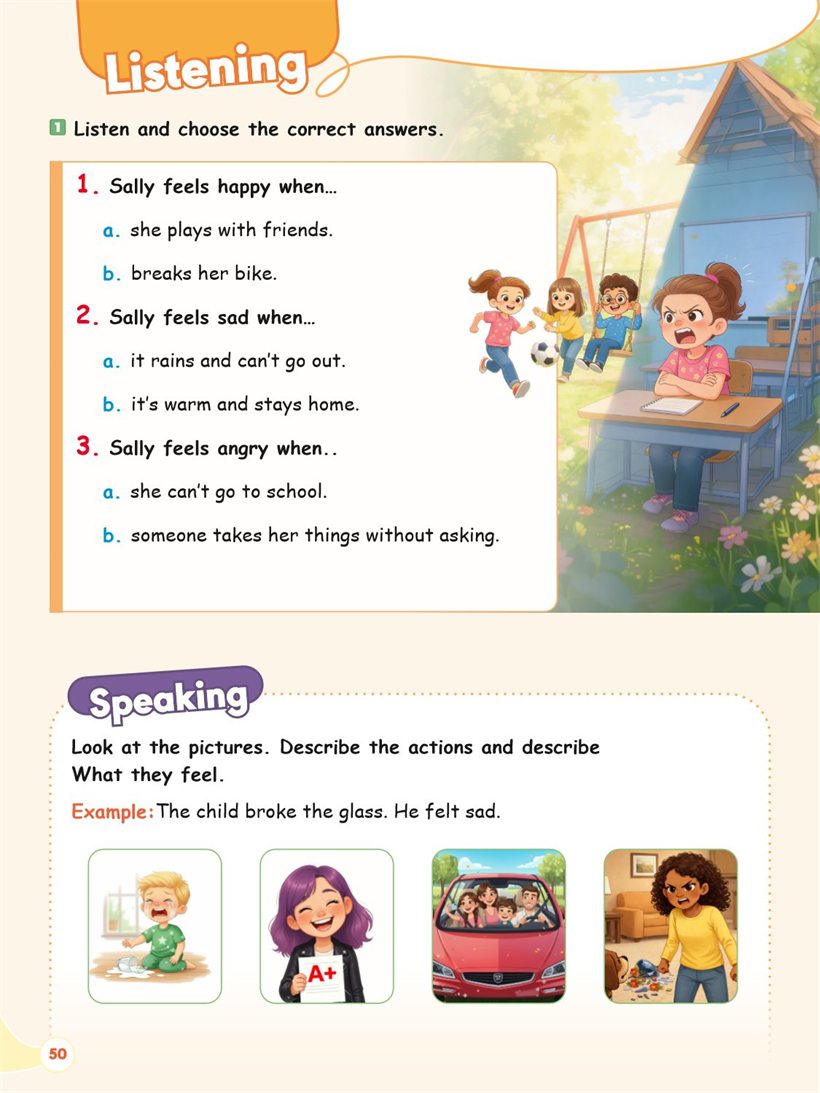 Listening
1 Listen and choose the correct answers.
1. Sally feels happy when…
a. she plays with friends.
b. breaks her bike.
2. Sally feels sad when…
a. it rains and can't go out.
b. it's warm and stays home.
3. Sally feels angry when..
a. she can't go to school.
b. someone takes her things without asking.
Speaking
Look at the pictures. Describe the actions and describe
What they feel.
Example: The child broke the glass. He felt sad.
A+
50